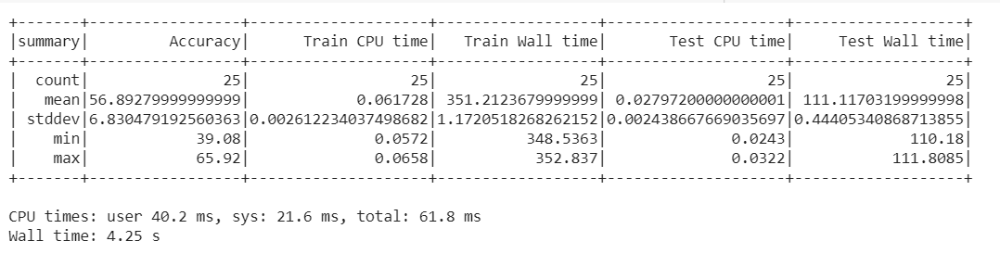 +-------+-----------------+--------------------+------------------+--------------------+-------------------+
|summary|         Accuracy|      Train CPU time|   Train Wall time|       Test CPU time|     Test Wall time|
+-------+-----------------+--------------------+------------------+--------------------+-------------------+
|  count|               25|                  25|                25|                  25|                 25|
|   mean|56.89279999999999|            0.061728| 351.2123679999999| 0.02797200000000001| 111.11703199999998|
| stddev|6.830479192560363|0.002612234037498682|1.1720518268262152|0.002438667669035697|0.44405340868713855|
|    min|            39.08|              0.0572|          348.5363|              0.0243|             110.18|
|    max|            65.92|              0.0658|           352.837|              0.0322|           111.8085|
+-------+-----------------+--------------------+------------------+--------------------+-------------------+
CPU times: user 40.2 ms, sys: 21.6 ms, total: 61.8 ms
Wall time: 4.25 s